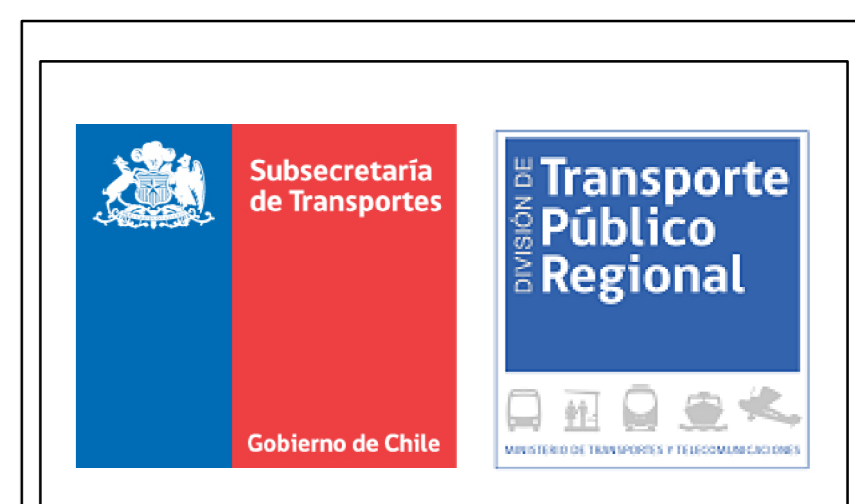 Subsecretaría
de Transportes
Gobierno de Chile
DIVISIÓN DE
Transporte
Público
Regional
MINISTERIO DE TRANSPORTES Y TELECOMUNICACIONES